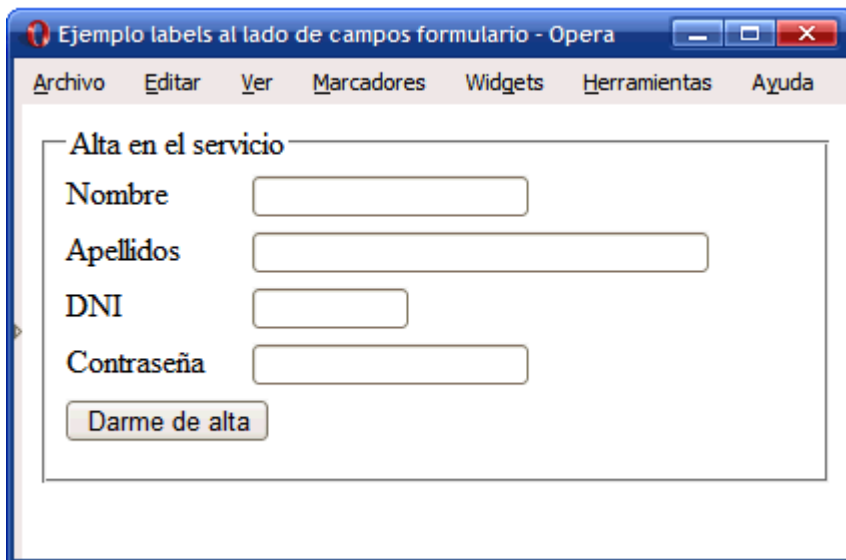 Ejemplo labels al lado de campos formulario - Opera
Archivo Editar Ver Marcadores Widgets Herramientas Ayuda
Alta en el servicio
Nombre
Apellidos
DNI
Contraseña
Darme de alta